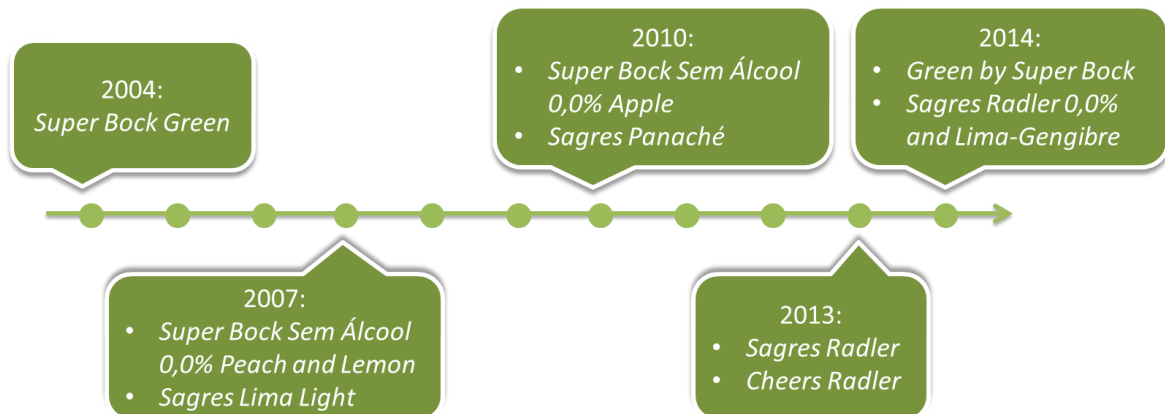 2004:
Super Bock Green
2010:
• Super Bock Sem Álcool
0,0% Apple
• Sagres Panaché
2014:
• Green by Super Bock
• Sagres Radler 0,0%
and Lima-Gengibre
2007:
• Super Bock Sem Álcool
0,0% Peach and Lemon
• Sagres Lima Light
2013:
• Sagres Radler
• Cheers Radler